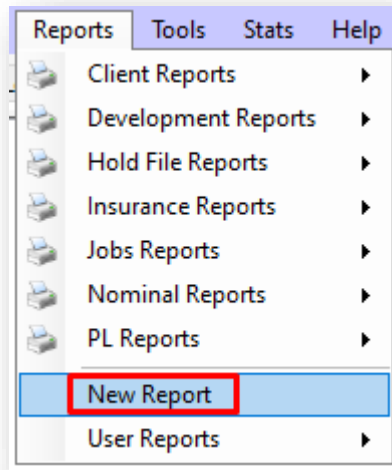 Reports Tools Stats Help
Client Reports
Development Reports
Hold File Reports
Insurance Reports
Jobs Reports
Nominal Reports
PL Reports
New Report
User Reports